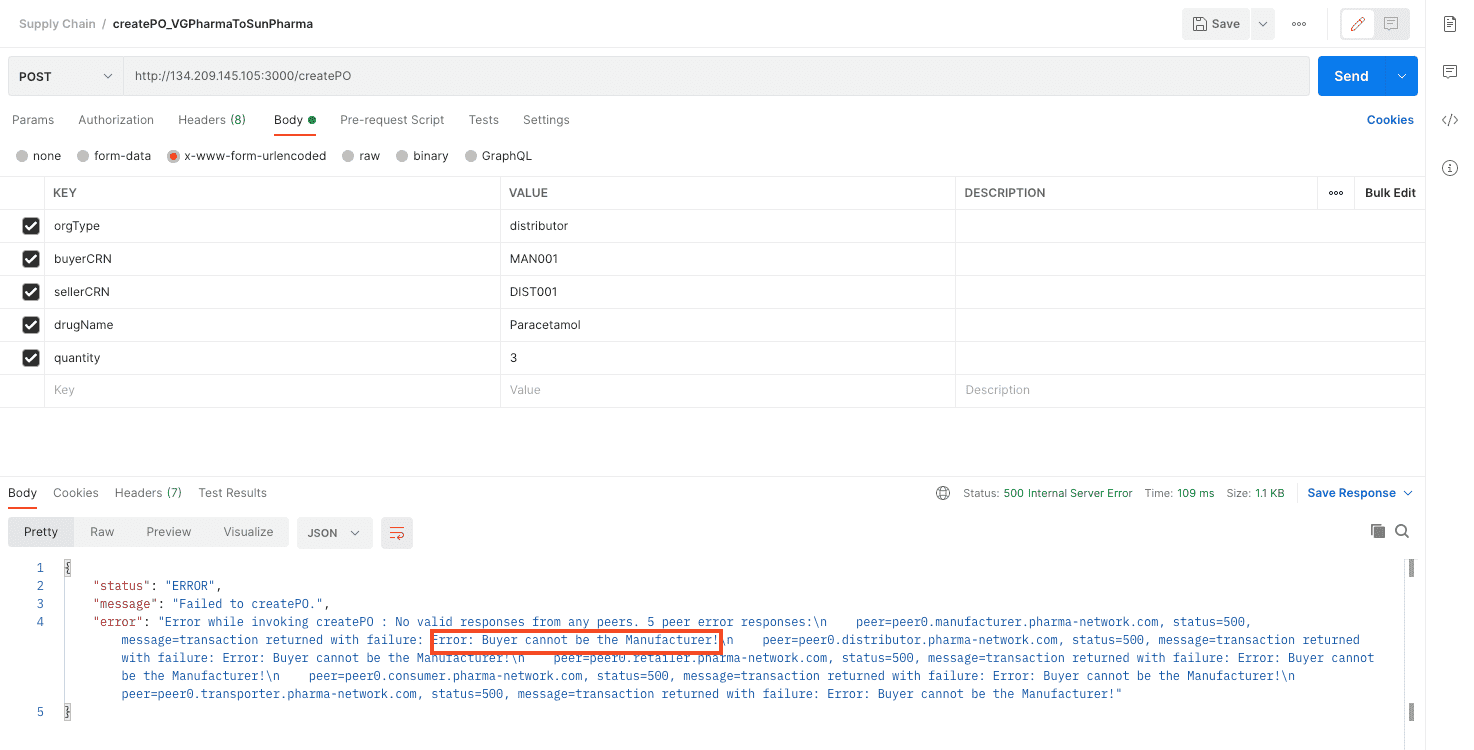 Supply Chain / createPO_VGPharmaToSunPharma
Save
POST http://134.209.145.105:3000/createPO Send
Params Authorization Headers (8) Body Pre-request Script Tests Settings Cookies
none form-data x-www-form-urlencoded raw binary GraphQL
KEY VALUE DESCRIPTION ooo Bulk Edit
orgType distributor
buyerCRN MAN001
sellerCRN DIST001
drugName Paracetamol
quantity 3
Key Value Description
Body Cookies Headers (7) Test Results Status: 500 Internal Server Error Time: 109 ms Size: 1.1 KB Save Response
Pretty Raw Preview Visualize JSON
1 {
2 "status": "ERROR",
3 "message": "Failed to createPO.",
4 "error": "Error while invoking createPO : No valid responses from any peers. 5 peer error responses:\n    peer=peer0.manufacturer.pharma-network.com, status=500,
message=transaction returned with failure: Error: Buyer cannot be the Manufacturer!\n    peer=peer0.distributor.pharma-network.com, status=500, message=transaction returned
with failure: Error: Buyer cannot be the Manufacturer!\n    peer=peer0.retailer.pharma-network.com, status=500, message=transaction returned with failure: Error: Buyer cannot
be the Manufacturer!\n    peer=peer0.consumer.pharma-network.com, status=500, message=transaction returned with failure: Error: Buyer cannot be the Manufacturer!\n
peer=peer0.transporter.pharma-network.com, status=500, message=transaction returned with failure: Error: Buyer cannot be the Manufacturer!"
5 }